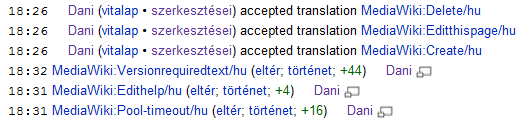 18:26 Dani (vitalap • szerkesztései) accepted translation MediaWiki:Delete/hu
18:26 Dani (vitalap • szerkesztései) accepted translation MediaWiki:Editthispage/hu
18:26 Dani (vitalap • szerkesztései) accepted translation MediaWiki:Create/hu
18:32 MediaWiki:Versionrequiredtext/hu (eltér; történet; +44) Dani
18:31 MediaWiki:Edithelp/hu (eltér; történet; +4) Dani
18:31 MediaWiki:Pool-timeout/hu (eltér; történet; +16) Dani